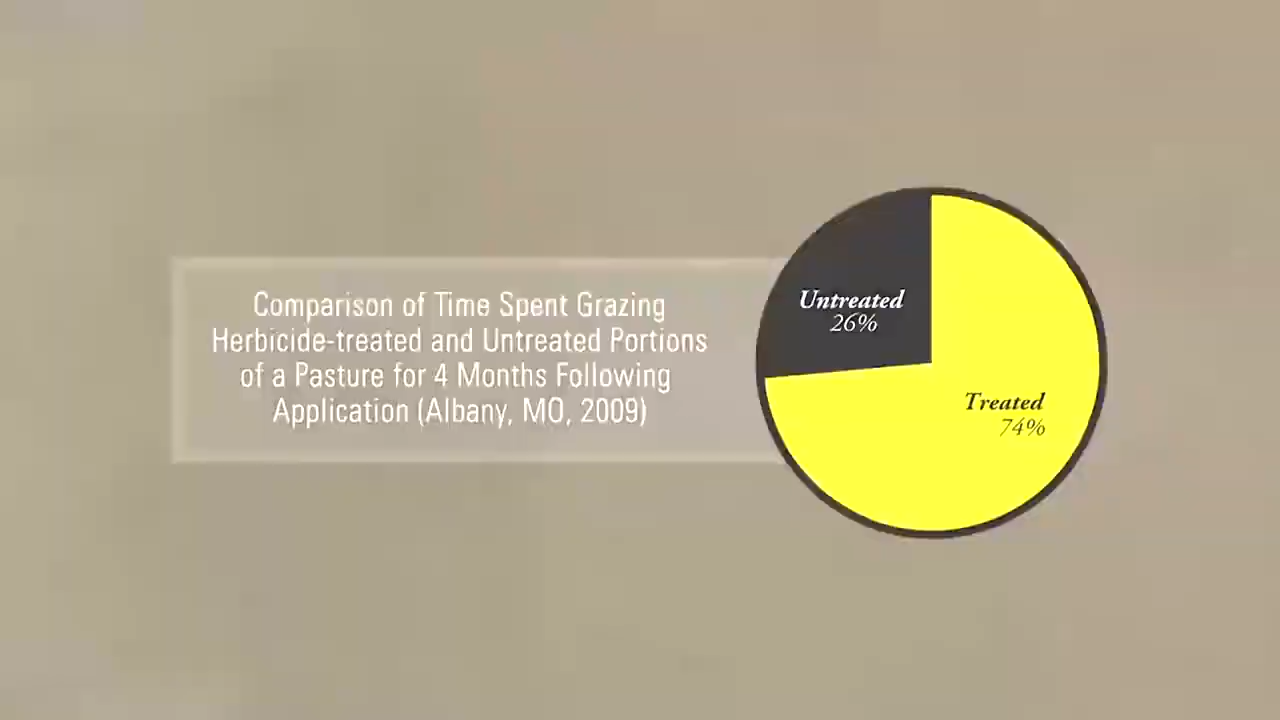 Comparison of Time Spent Grazing
Herbicide-treated and Untreated Portions
of a Pasture for 4 Months Following
Application (Albany, MO, 2009)
Untreated
26%
Treated
74%